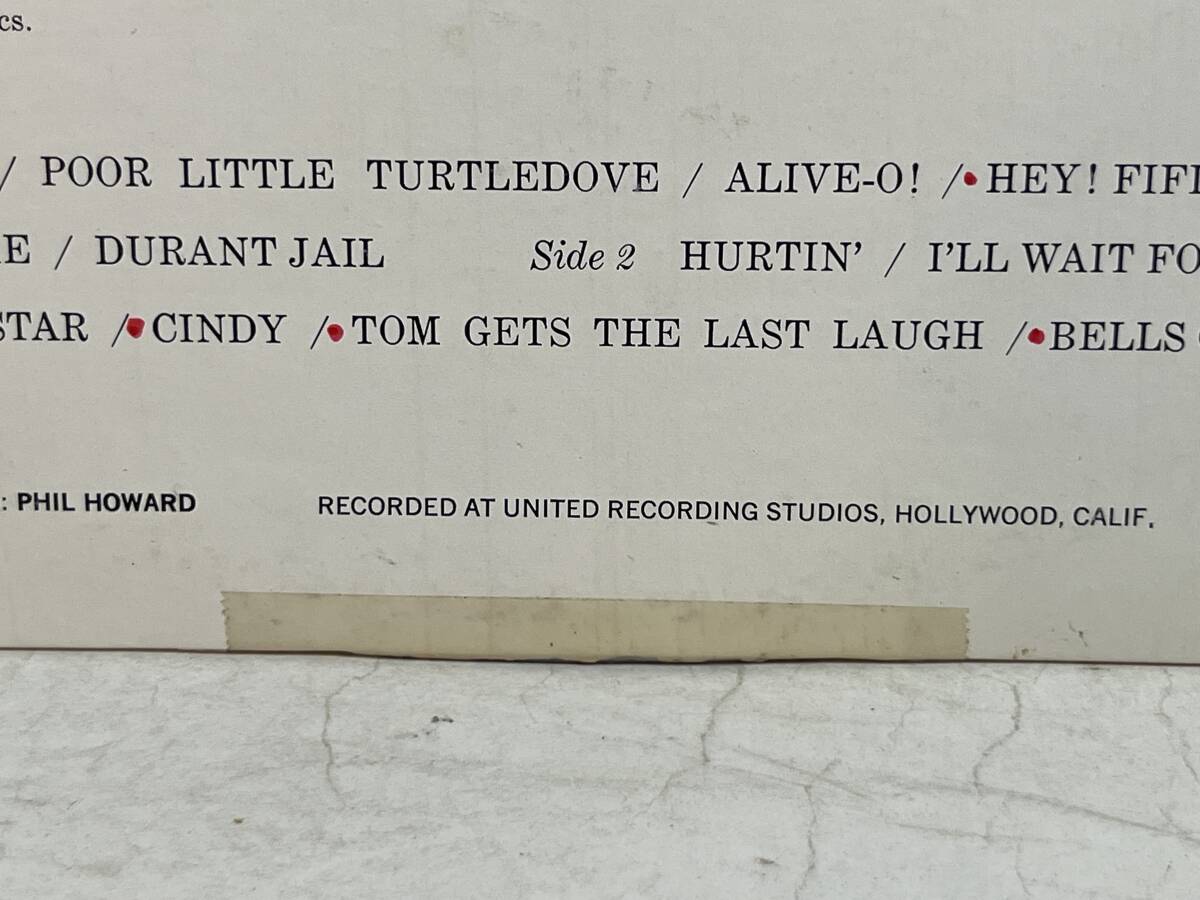 cs.
/ POOR LITTLE TURTLEDOVE / ALIVE-O! / HEY! FIFI
E / DURANT JAIL Side 2 HURTIN' / I'LL WAIT FO
STAR / CINDY / TOM GETS THE LAST LAUGH / BELLS
: PHIL HOWARD RECORDED AT UNITED RECORDING STUDIOS, HOLLYWOOD, CALIF.